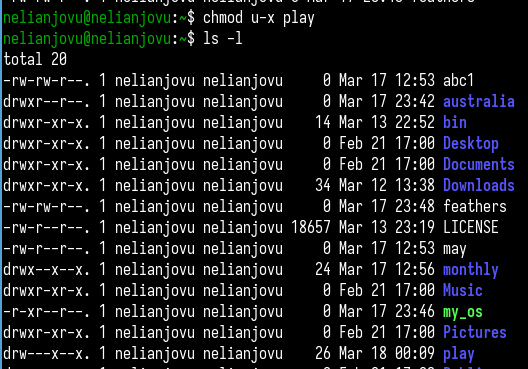 nelianjovu@nelianjovu:~$ chmod u-x play
nelianjovu@nelianjovu:~$ ls -l
total 20
-rw-rw-r--. 1 nelianjovu nelianjovu 0 Mar 17 12:53 abc1
drwxr--r--. 1 nelianjovu nelianjovu 0 Mar 17 23:42 australia
drwxr-xr-x. 1 nelianjovu nelianjovu 14 Mar 13 22:52 bin
drwxr-xr-x. 1 nelianjovu nelianjovu 0 Feb 21 17:00 Desktop
drwxr-xr-x. 1 nelianjovu nelianjovu 0 Feb 21 17:00 Documents
drwxr-xr-x. 1 nelianjovu nelianjovu 34 Mar 12 13:38 Downloads
-rw-rw-r--. 1 nelianjovu nelianjovu 0 Mar 17 23:48 feathers
-rw-r--r--. 1 nelianjovu nelianjovu 18657 Mar 13 23:19 LICENSE
-rw-r--r--. 1 nelianjovu nelianjovu 0 Mar 17 12:53 may
drwx--x--x. 1 nelianjovu nelianjovu 24 Mar 17 12:56 monthly
drwxr-xr-x. 1 nelianjovu nelianjovu 0 Feb 21 17:00 Music
-r-xr--r--. 1 nelianjovu nelianjovu 0 Mar 17 23:46 my_os
drwxr-xr-x. 1 nelianjovu nelianjovu 0 Feb 21 17:00 Pictures
drw---x--x. 1 nelianjovu nelianjovu 26 Mar 18 00:09 play